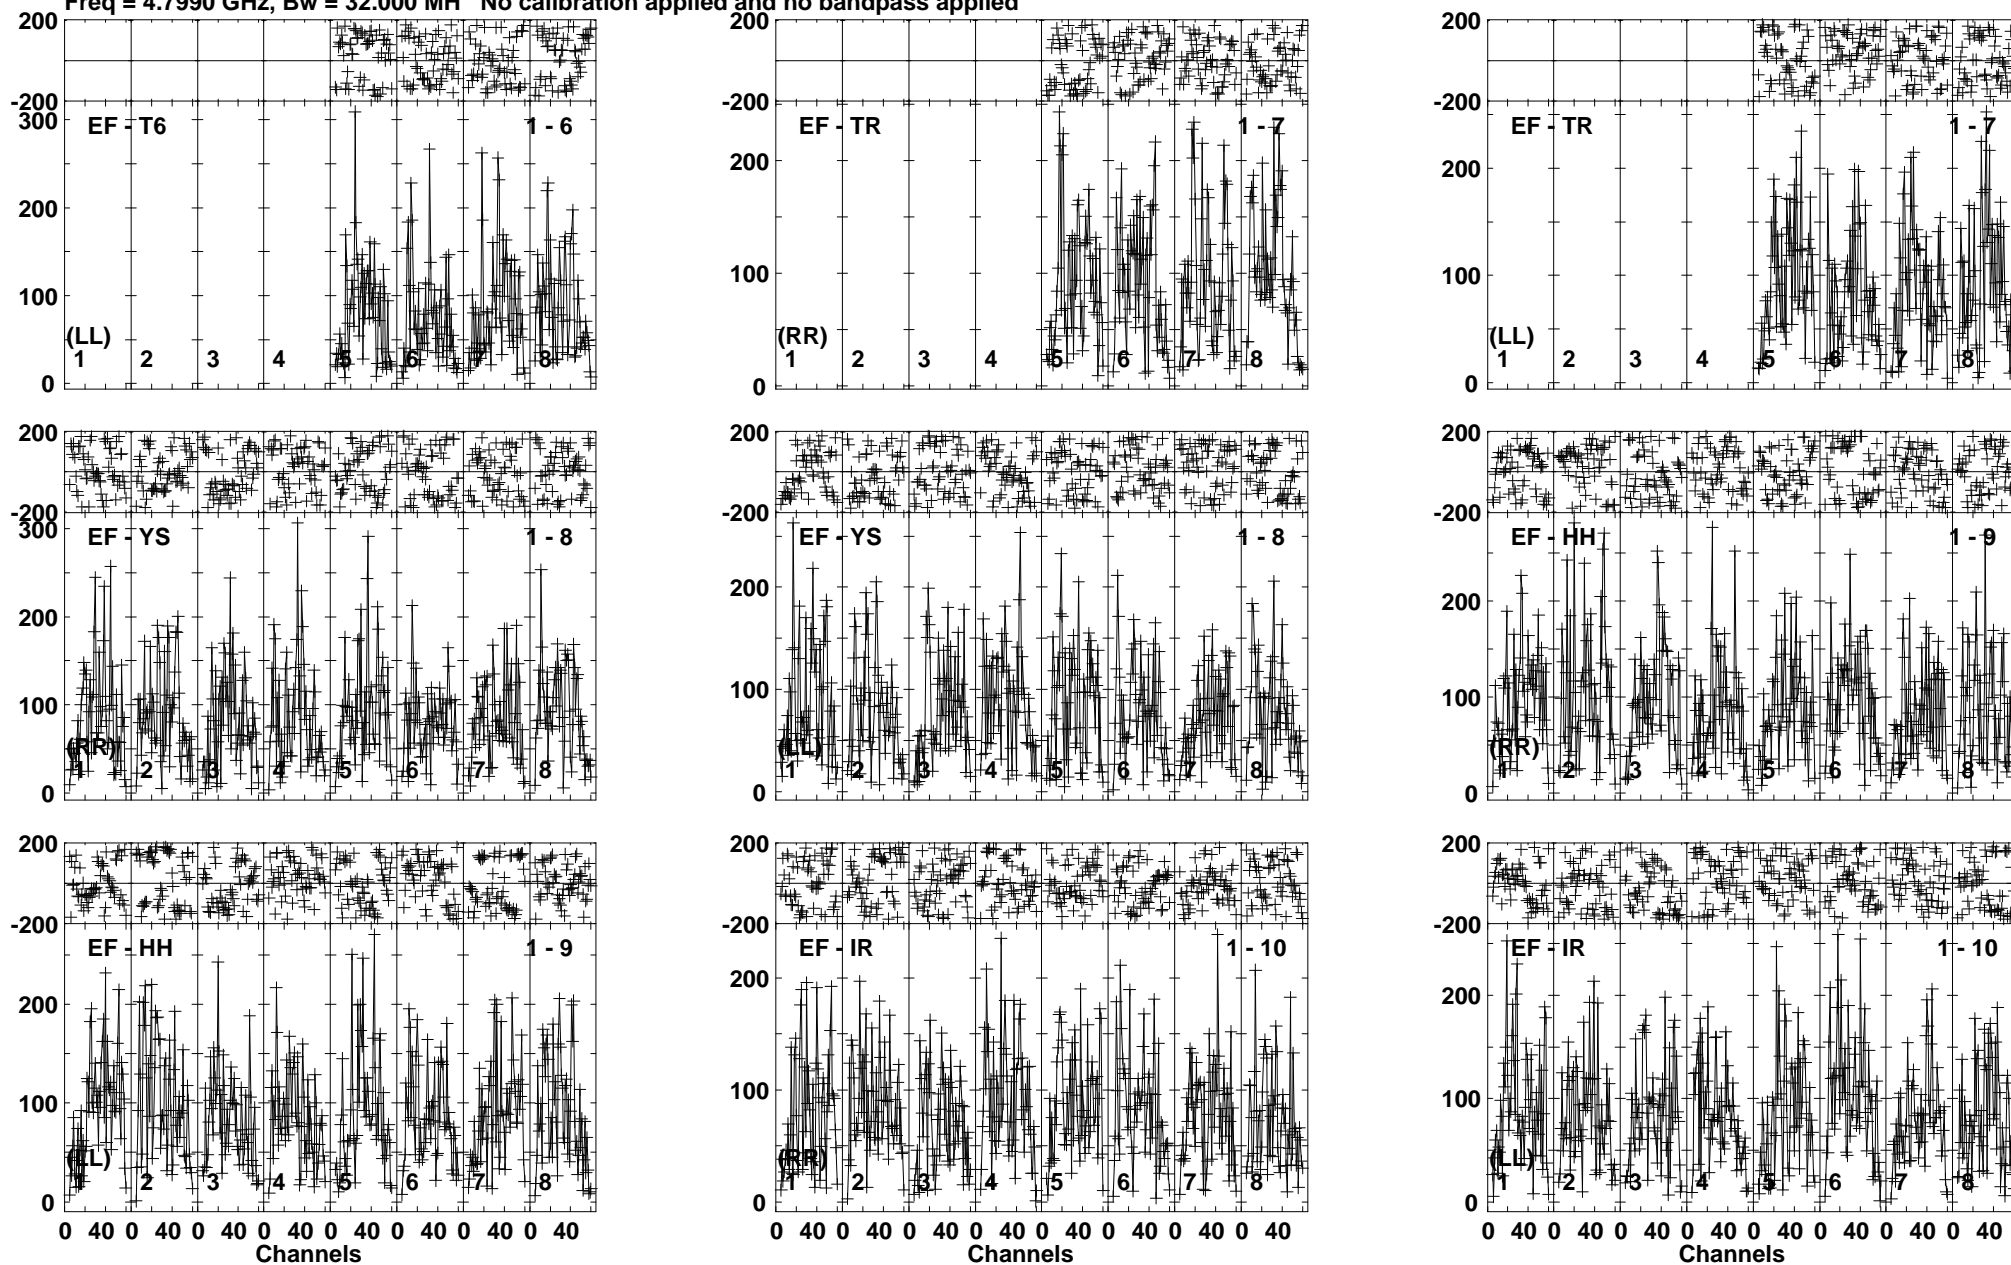 Freq = 4.7990 GHz, Bw = 32.000 MH No calibration applied and no bandpass applied
200 200 200
-200 -200 -200
300 EF - T6 1 - 6 EF - TR 1 - 7 EF - TR 1 - 7
200 200 200
100 100 100
(LL) (RR) (LL)
1 2 3 4 5 6 7 8 1 2 3 4 5 6 7 8 1 2 3 4 5 6 7 8
0 0 0
200 200 200
-200 -200 -200
300 EF - YS 1 - 8 EF - YS 1 - 8 EF - HH 1 - 9
200 200 200
100 100 100
(RR) (LL) (RR)
1 2 3 4 5 6 7 8 1 2 3 4 5 6 7 8 1 2 3 4 5 6 7 8
0 0 0
200 200 200
-200 -200 -200
EF - HH 1 - 9 EF - IR 1 - 10 EF - IR 1 - 10
200 200 200
100 100 100
(LL) (RR) (LL)
1 2 3 4 5 6 7 8 1 2 3 4 5 6 7 8 1 2 3 4 5 6 7 8
0 0 0
0 40 0 40 0 40 0 40 0 40 0 40 0 40 0 40 0 40 0 40 0 40 0 40 0 40 0 40 0 40 0 40 0 40 0 40 0 40 0 40 0 40 0 40 0 40 0 40
Channels Channels Channels